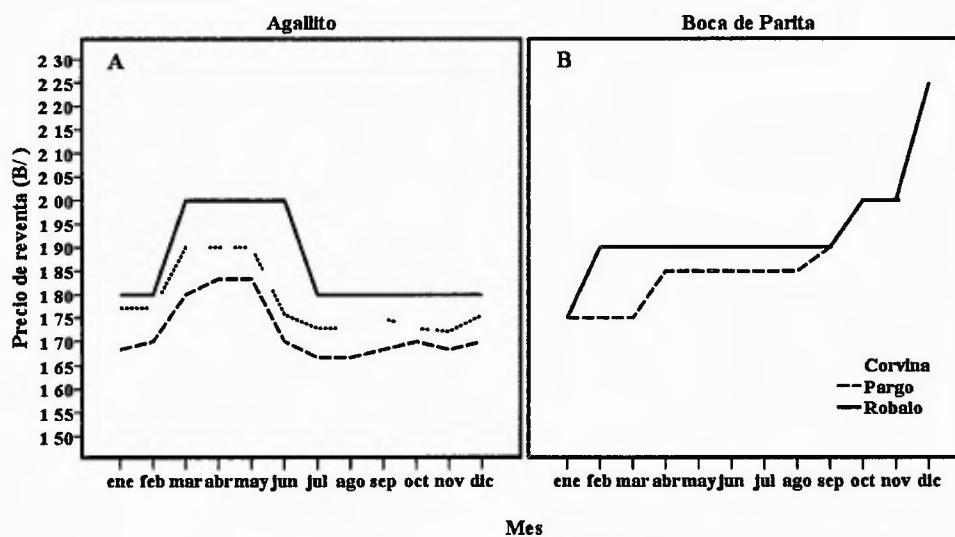 Agallito
Boca de Parita
A
B
Precio de reventa (B/)
2 30
2 25
2 20
2 15
2 10
2 05
2 00
1 95
1 90
1 85
1 80
1 75
1 70
1 65
1 60
1 55
1 50
Corvina
Pargo
Robalo
ene feb mar abr may jun jul ago sep oct nov dic
ene feb mar abr may jun jul ago sep oct nov dic
Mes